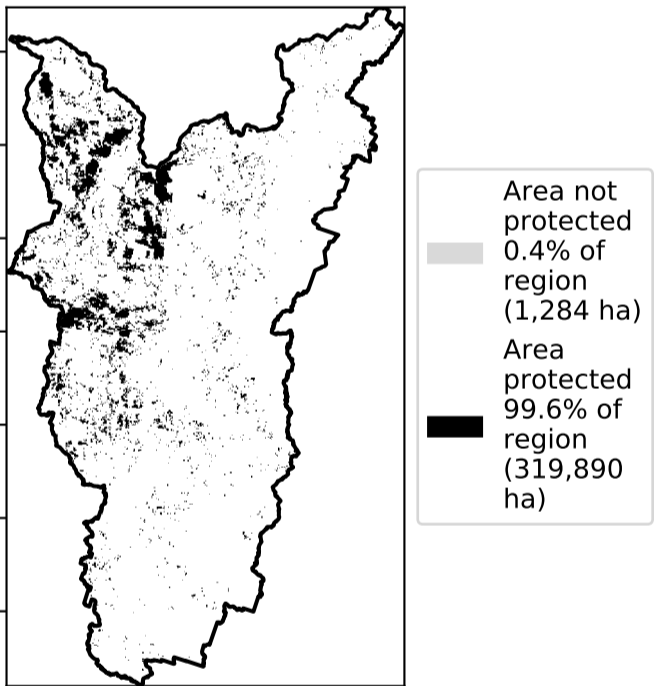 Area not
protected
0.4% of
region
(1,284 ha)
Area
protected
99.6% of
region
(319,890
ha)